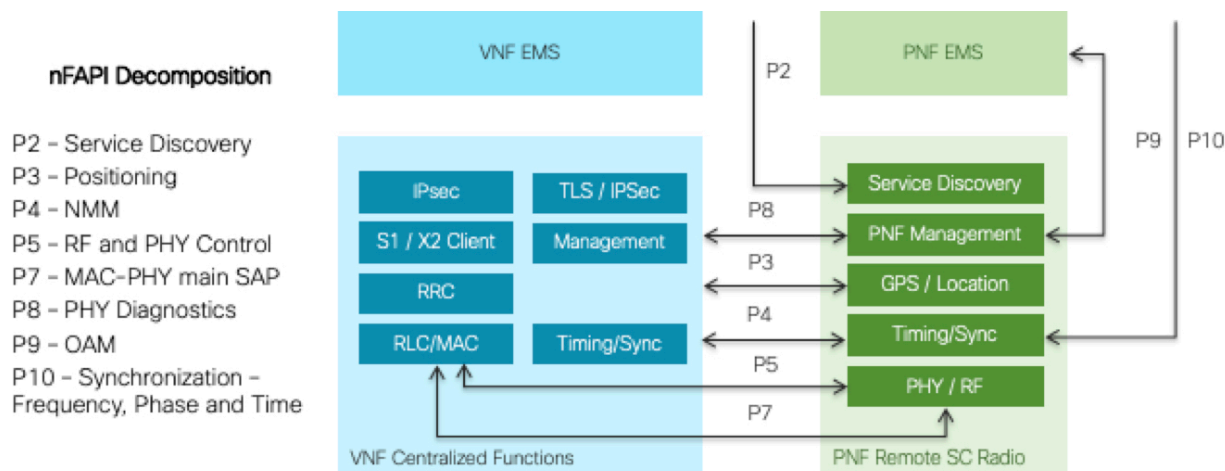 nFAPI Decomposition
P2 – Service Discovery
P3 – Positioning
P4 – NMM
P5 – RF and PHY Control
P7 – MAC-PHY main SAP
P8 – PHY Diagnostics
P9 – OAM
P10 – Synchronization –
Frequency, Phase and Time
VNF EMS
P2
PNF EMS
P9
P10
IPsec
TLS / IPSec
S1 / X2 Client
Management
RRC
RLC/MAC
Timing/Sync
VNF Centralized Functions
P8
P3
P4
P5
P7
Service Discovery
PNF Management
GPS / Location
Timing/Sync
PHY / RF
PNF Remote SC Radio